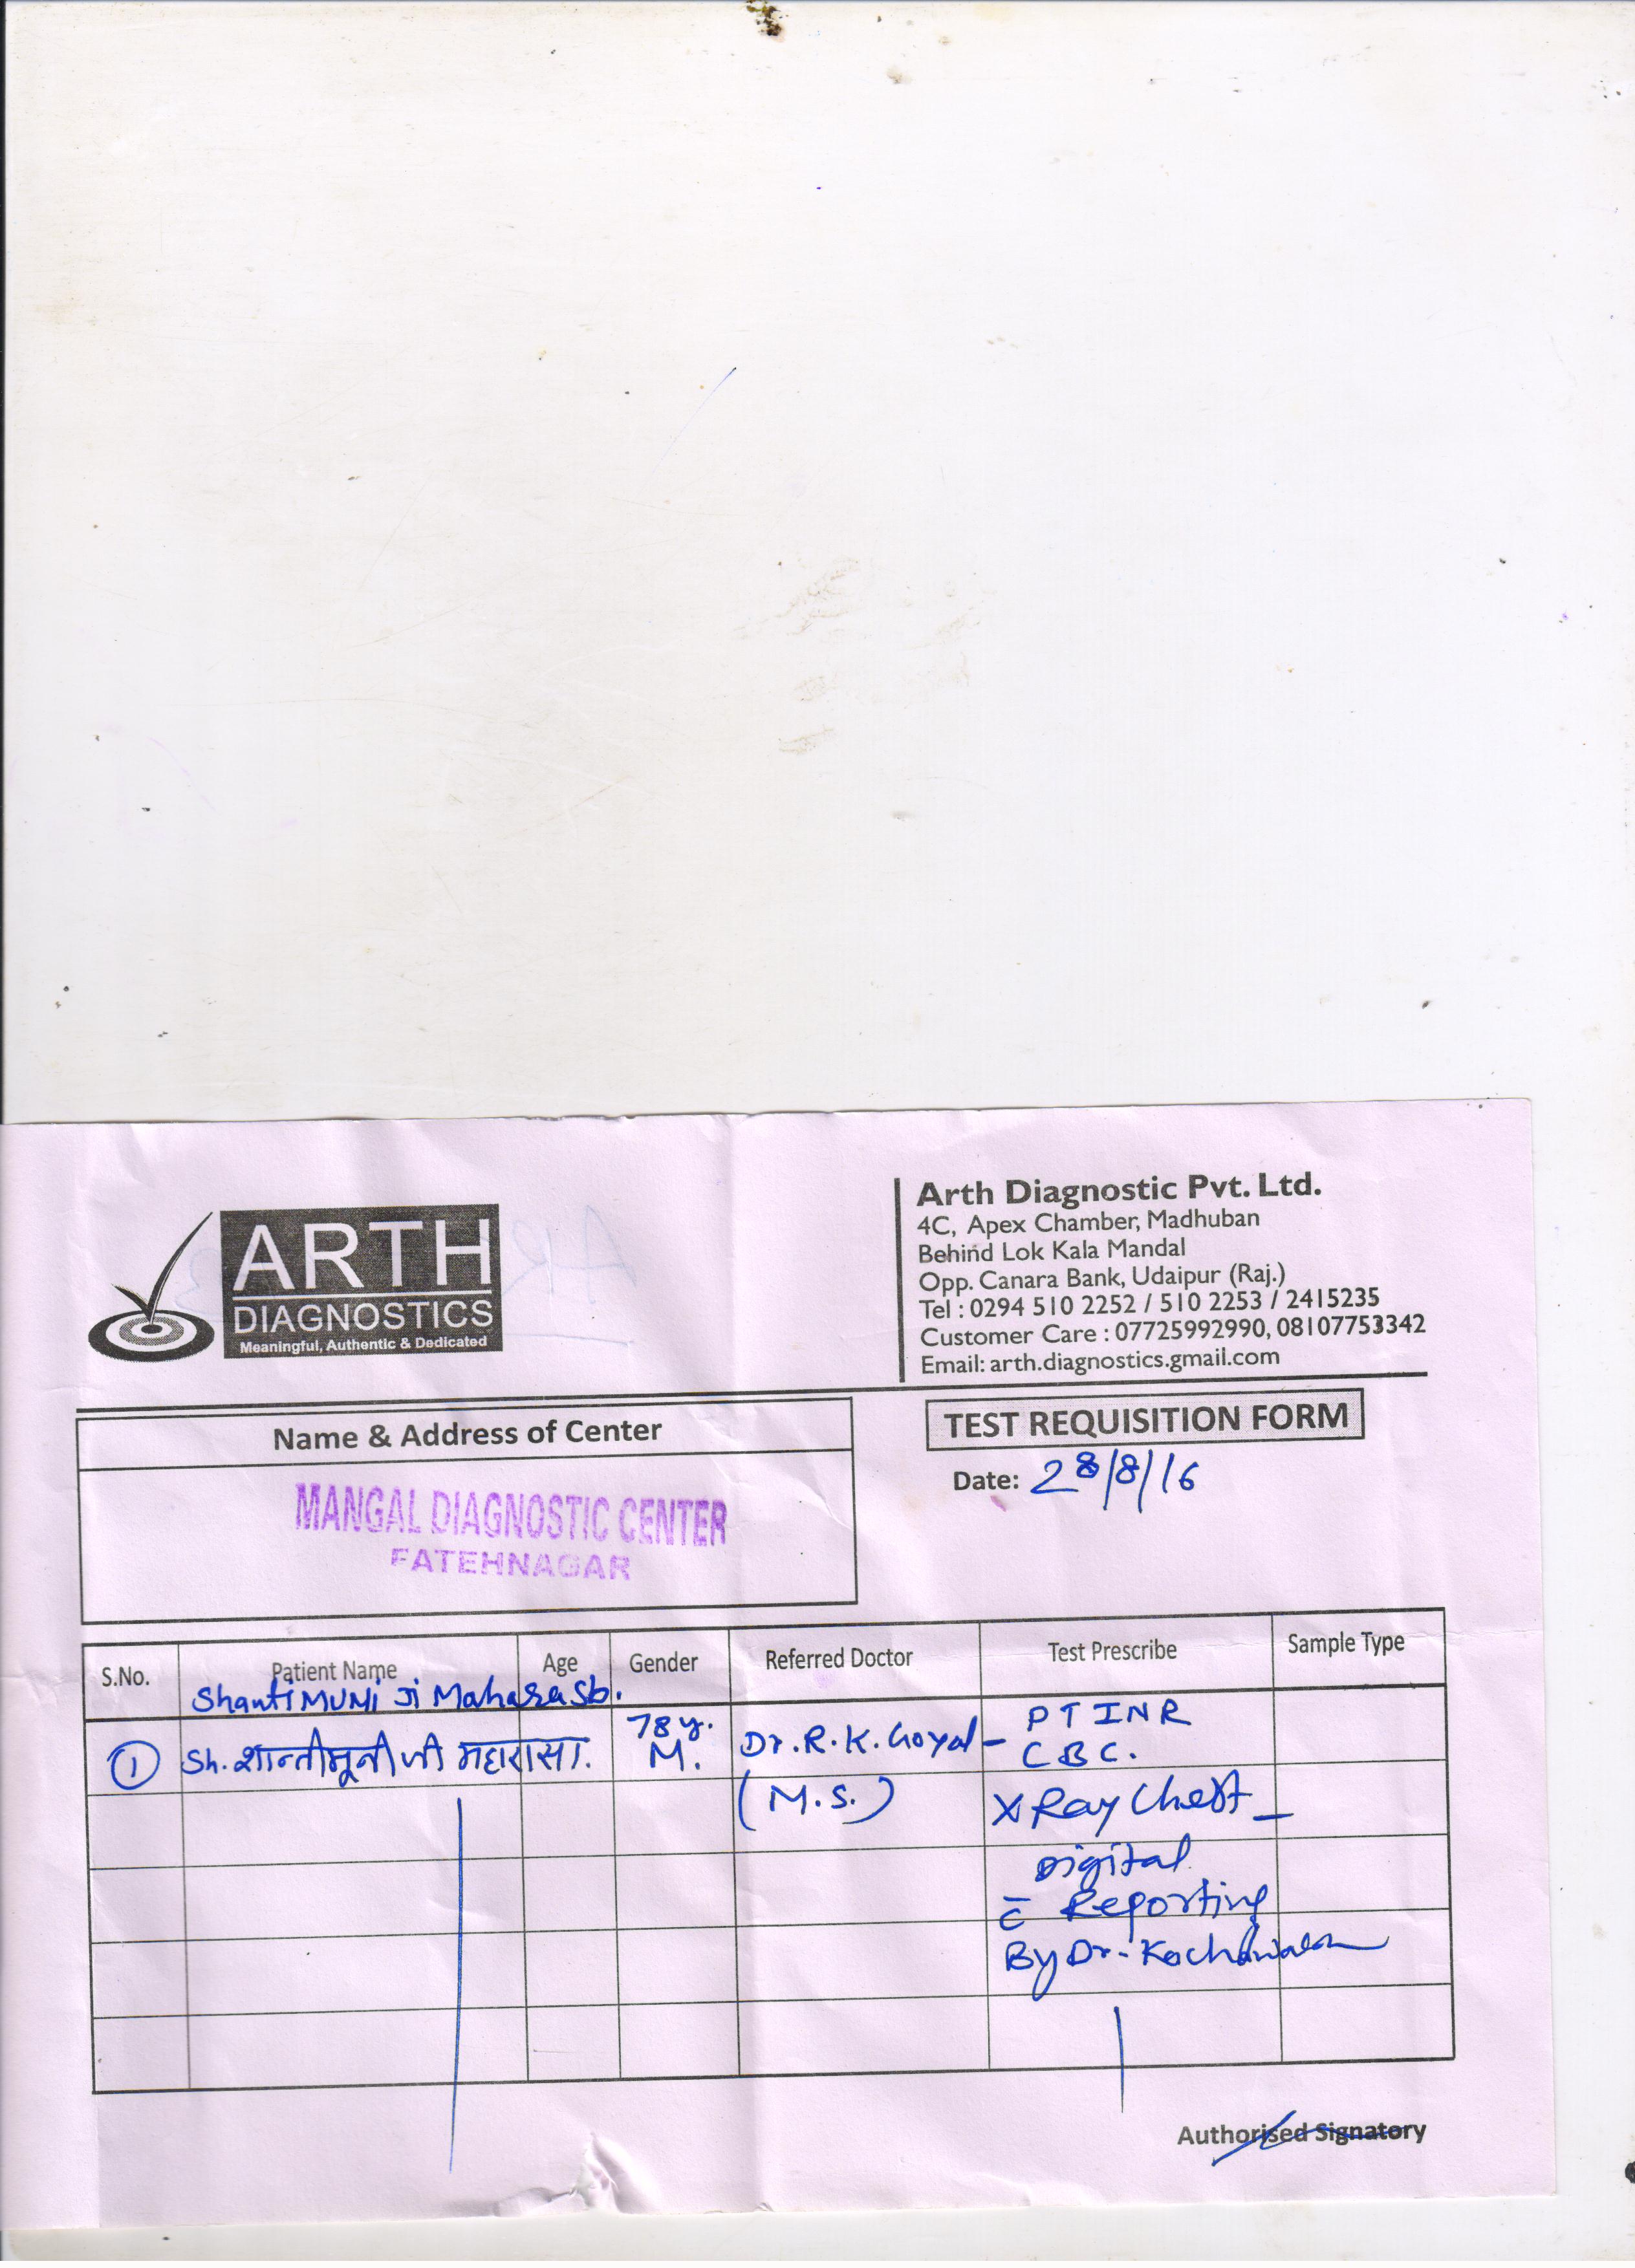 ARTH
DIAGNOSTICS
Meaningful, Authentic & Dedicated
Arth Diagnostic Pvt. Ltd.
4C, Apex Chamber, Madhuban
Behind Lok Kala Mandal
Opp. Canara Bank, Udaipur (Raj.)
Tel : 0294 510 2252 / 510 2253 / 2415235
Customer Care : 07725992990, 08107753342
Email: arth.diagnostics.gmail.com
Name & Address of Center
MANGAL DIAGNOSTIC CENTER
FATEHNAGAR
TEST REQUISITION FORM
Date: 28/8/16
S.No. Patient Name Age Gender Referred Doctor Test Prescribe Sample Type
Shanti MUNI Ji Maharasb.
1 Sh. शान्तीमूनी जी महारासा. 78 y. M. Dr. R. K. Goyal - PT INR
CBC.
(M.S.) X Ray Chest -
Digital
c̄ Reporting
By Dr.
Authorised Signatory